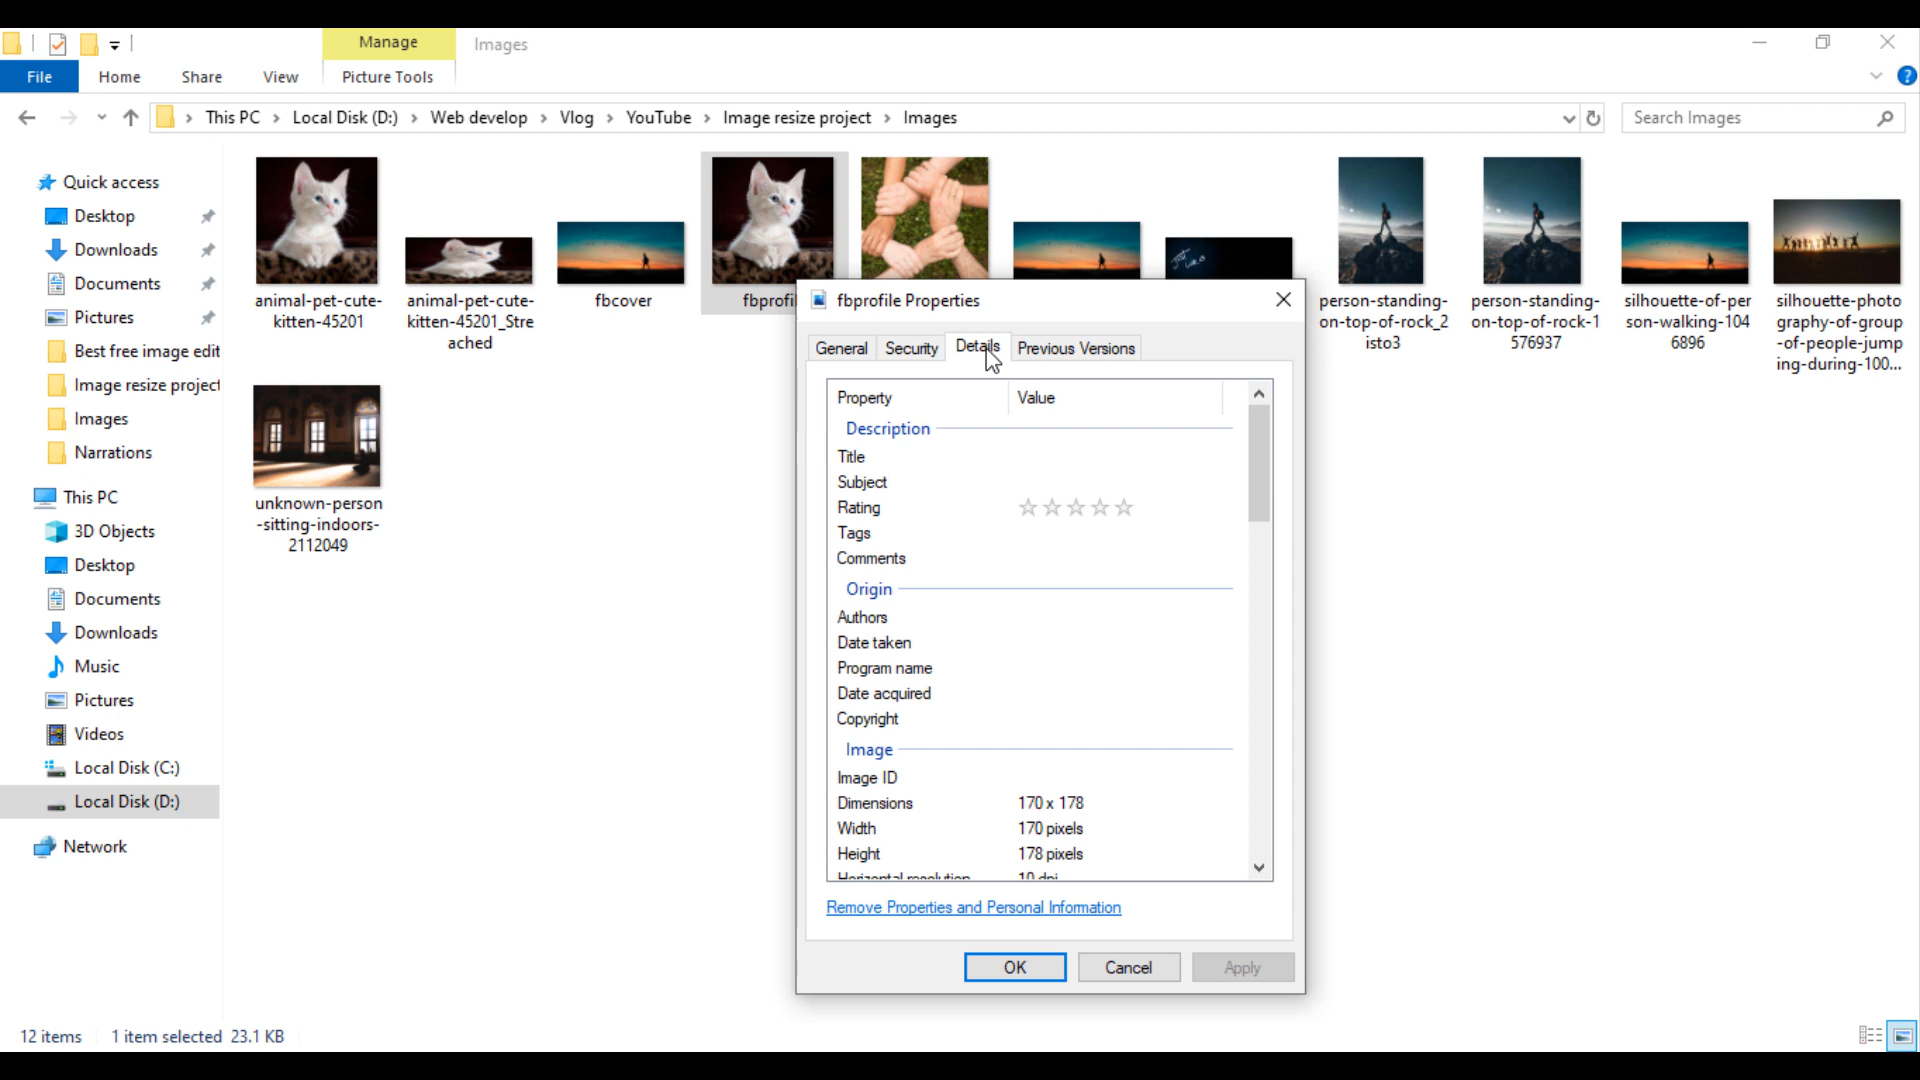 Manage
Images
File
Home
Share
View
Picture Tools
This PC
Local Disk (D:)
Web develop
Vlog
YouTube
Image resize project
Images
Search Images
Quick access
Desktop
Downloads
Documents
Pictures
Best free image edit
Image resize project
Images
Narrations
This PC
3D Objects
Desktop
Documents
Downloads
Music
Pictures
Videos
Local Disk (C:)
Local Disk (D:)
Network
animal-pet-cute-
kitten-45201
animal-pet-cute-
kitten-45201_Stre
ached
fbcover
fbprofi
person-standing-
on-top-of-rock_2
isto3
person-standing-
on-top-of-rock-1
576937
silhouette-of-per
son-walking-104
6896
silhouette-photo
graphy-of-group
-of-people-jump
ing-during-100...
unknown-person
-sitting-indoors-
2112049
fbprofile Properties
General
Security
Details
Previous Versions
Property
Value
Description
Title
Subject
Rating
Tags
Comments
Origin
Authors
Date taken
Program name
Date acquired
Copyright
Image
Image ID
Dimensions
170 x 178
Width
170 pixels
Height
178 pixels
Horizontal resolution
10 dpi
Remove Properties and Personal Information
OK
Cancel
Apply
12 items
1 item selected 23.1 KB